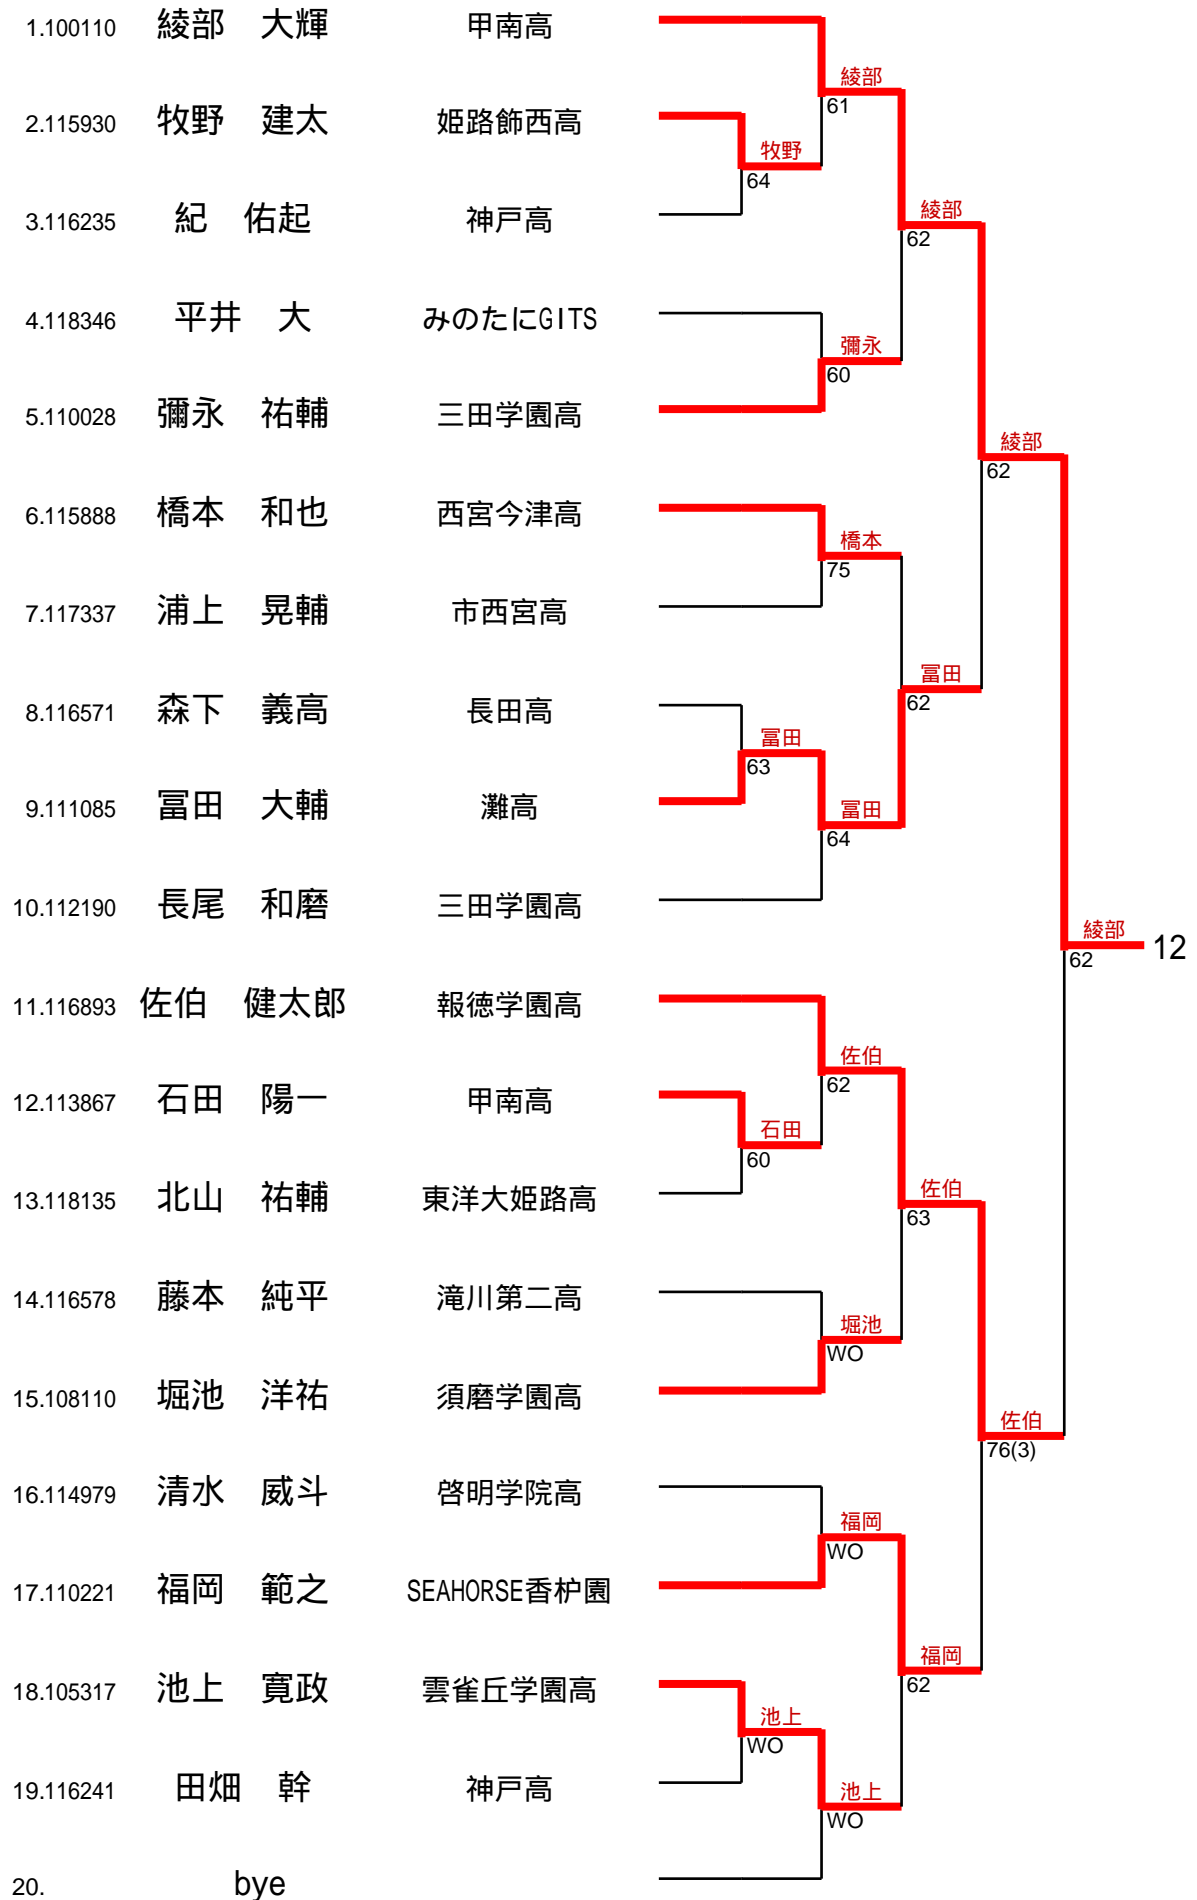 1.100110 綾部 大輝 甲南高
綾部
61
2.115930 牧野 建太 姫路飾西高
牧野
64
綾部
62
3.116235 紀 佑起 神戸高
4.118346 平井 大 みのたにGITS
彌永
60
5.110028 彌永 祐輔 三田学園高
綾部
62
6.115888 橋本 和也 西宮今津高
橋本
75
7.117337 浦上 晃輔 市西宮高
冨田
62
8.116571 森下 義高 長田高
冨田
63
9.111085 冨田 大輔 灘高
冨田
64
10.112190 長尾 和磨 三田学園高
綾部 12
62
11.116893 佐伯 健太郎 報徳学園高
佐伯
62
12.113867 石田 陽一 甲南高
石田
60
13.118135 北山 祐輔 東洋大姫路高
佐伯
63
14.116578 藤本 純平 滝川第二高
堀池
WO
15.108110 堀池 洋祐 須磨学園高
佐伯
76(3)
16.114979 清水 威斗 啓明学院高
福岡
WO
17.110221 福岡 範之 SEAHORSE香枦園
福岡
62
18.105317 池上 寛政 雲雀丘学園高
池上
WO
19.116241 田畑 幹 神戸高
池上
WO
20. bye